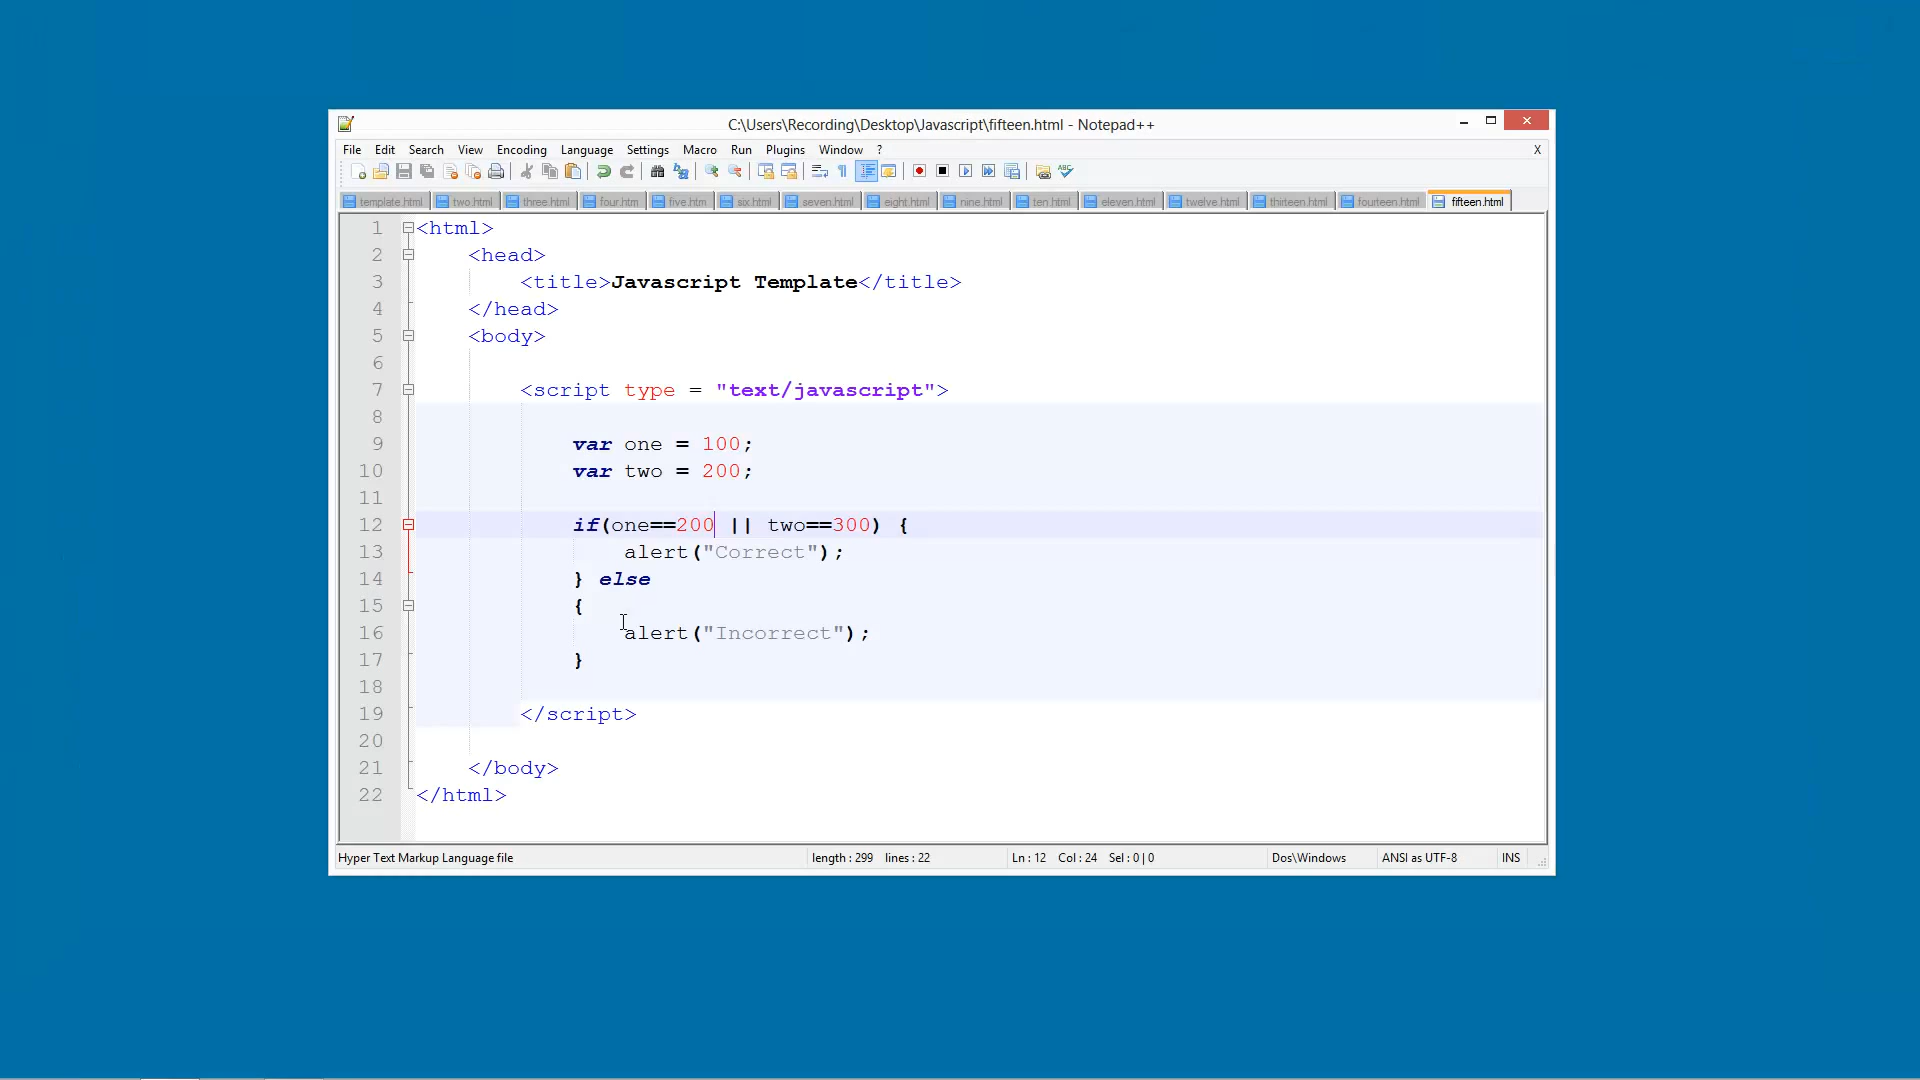 C:\Users\Recording\Desktop\Javascript\fifteen.html - Notepad++
File Edit Search View Encoding Language Settings Macro Run Plugins Window ? X
template.html two.html three.html four.htm five.htm six.html seven.html eight.html nine.html ten.html eleven.html twelve.html thirteen.html fourteen.html fifteen.html
1 <html>
2 <head>
3 <title>Javascript Template</title>
4 </head>
5 <body>
6
7 <script type = "text/javascript">
8
9 var one = 100;
10 var two = 200;
11
12 if(one==200 || two==300) {
13 alert("Correct");
14 } else
15 {
16 alert("Incorrect");
17 }
18
19 </script>
20
21 </body>
22 </html>
Hyper Text Markup Language file length : 299 lines : 22 Ln : 12 Col : 24 Sel : 0 | 0 Dos\Windows ANSI as UTF-8 INS